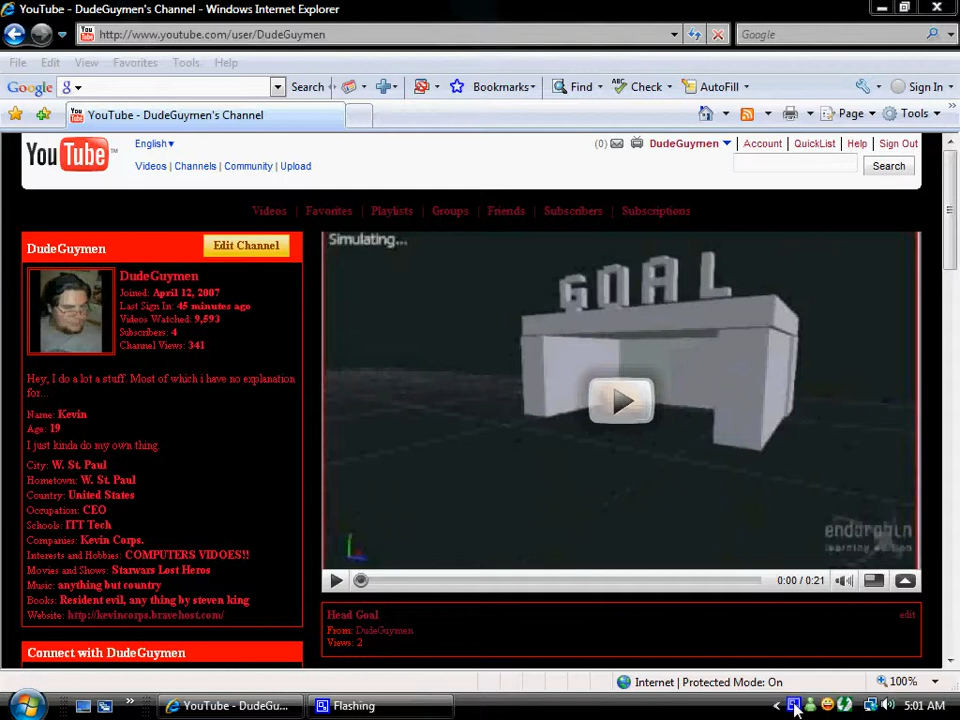 YouTube - DudeGuymen's Channel - Windows Internet Explorer
http://www.youtube.com/user/DudeGuymen
Google
File Edit View Favorites Tools Help
Google g Search Bookmarks Find Check AutoFill Sign In
YouTube - DudeGuymen's Channel
Page Tools
YouTube TM English (0) DudeGuymen Account QuickList Help Sign Out
Videos | Channels | Community | Upload Search
Videos | Favorites | Playlists | Groups | Friends | Subscribers | Subscriptions
DudeGuymen Edit Channel
DudeGuymen
Joined: April 12, 2007
Last Sign In: 45 minutes ago
Videos Watched: 9,593
Subscribers: 4
Channel Views: 341
Hey, I do a lot a stuff. Most of which i have no explanation
for...
Name: Kevin
Age: 19
I just kinda do my own thing.
City: W. St. Paul
Hometown: W. St. Paul
Country: United States
Occupation: CEO
Schools: ITT Tech
Companies: Kevin Corps.
Interests and Hobbies: COMPUTERS VIDOES!!
Movies and Shows: Starwars Lost Heros
Music: anything but country
Books: Resident evil, any thing by steven king
Website: http://kevincorps.bravehost.com/
Connect with DudeGuymen
Simulating...
GOAL
endorphin
learning edition
0:00 / 0:21
Head Goal edit
From: DudeGuymen
Views: 2
Internet | Protected Mode: On 100%
YouTube - DudeGu... Flashing 5:01 AM